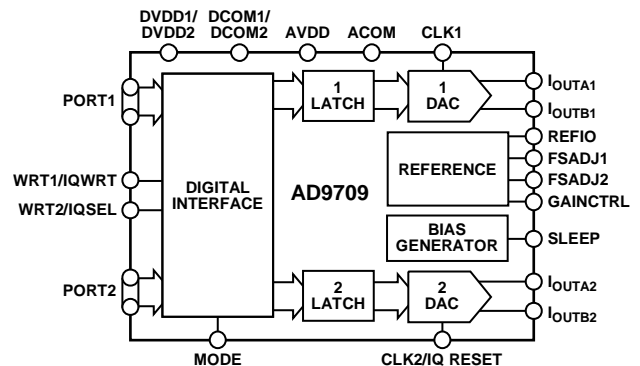 DVDD1/
DVDD2
DCOM1/
DCOM2
AVDD
ACOM
CLK1
PORT1
1
LATCH
1
DAC
IOUTA1
IOUTB1
REFIO
FSADJ1
FSADJ2
GAINCTRL
REFERENCE
WRT1/IQWRT
WRT2/IQSEL
DIGITAL
INTERFACE
AD9709
BIAS
GENERATOR
SLEEP
PORT2
2
LATCH
2
DAC
IOUTA2
IOUTB2
MODE
CLK2/IQ RESET